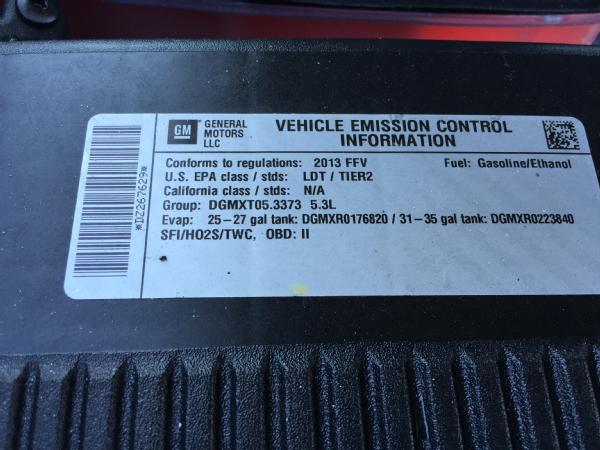 GM
GENERAL
MOTORS
LLC
VEHICLE EMISSION CONTROL
INFORMATION
Conforms to regulations: 2013 FFV Fuel: Gasoline/Ethanol
U.S. EPA class / stds: LDT / TIER2
California class / stds: N/A
Group: DGMXT05.3373 5.3L
Evap: 25-27 gal tank: DGMXR0176820 / 31-35 gal tank: DGMXR0223840
SFI/HO2S/TWC, OBD: II
*DZ267629*